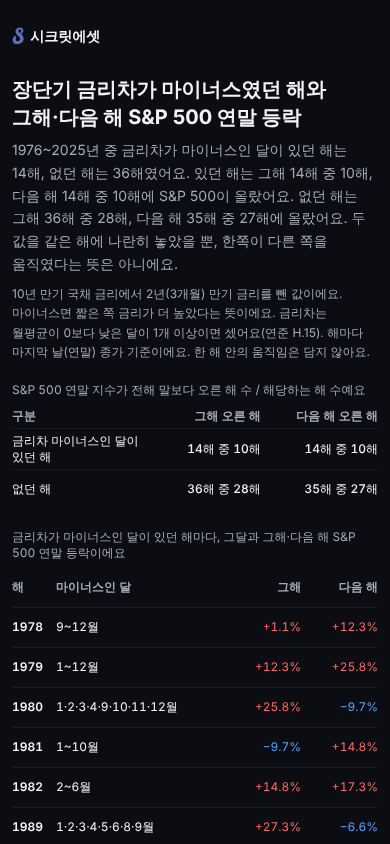 시크릿에셋
장단기 금리차가 마이너스였던 해와
그해·다음 해 S&P 500 연말 등락
1976~2025년 중 금리차가 마이너스인 달이 있던 해는
14해, 없던 해는 36해였어요. 있던 해는 그해 14해 중 10해,
다음 해 14해 중 10해에 S&P 500이 올랐어요. 없던 해는
그해 36해 중 28해, 다음 해 35해 중 27해에 올랐어요. 두
값을 같은 해에 나란히 놓았을 뿐, 한쪽이 다른 쪽을
움직였다는 뜻은 아니에요.
10년 만기 국채 금리에서 2년(3개월) 만기 금리를 뺀 값이에요.
마이너스면 짧은 쪽 금리가 더 높았다는 뜻이에요. 금리차는
월평균이 0보다 낮은 달이 1개 이상이면 셌어요(연준 H.15). 해마다
마지막 날(연말) 종가 기준이에요. 한 해 안의 움직임은 담지 않아요.
S&P 500 연말 지수가 전해 말보다 오른 해 수 / 해당하는 해 수예요
구분 그해 오른 해 다음 해 오른 해
금리차 마이너스인 달이
있던 해 14해 중 10해 14해 중 10해
없던 해 36해 중 28해 35해 중 27해
금리차가 마이너스인 달이 있던 해마다, 그달과 그해·다음 해 S&P
500 연말 등락이에요
해 마이너스인 달 그해 다음 해
1978 9~12월 +1.1% +12.3%
1979 1~12월 +12.3% +25.8%
1980 1·2·3·4·9·10·11·12월 +25.8% −9.7%
1981 1~10월 −9.7% +14.8%
1982 2~6월 +14.8% +17.3%
1989 1·2·3·4·5·6·8·9월 +27.3% −6.6%